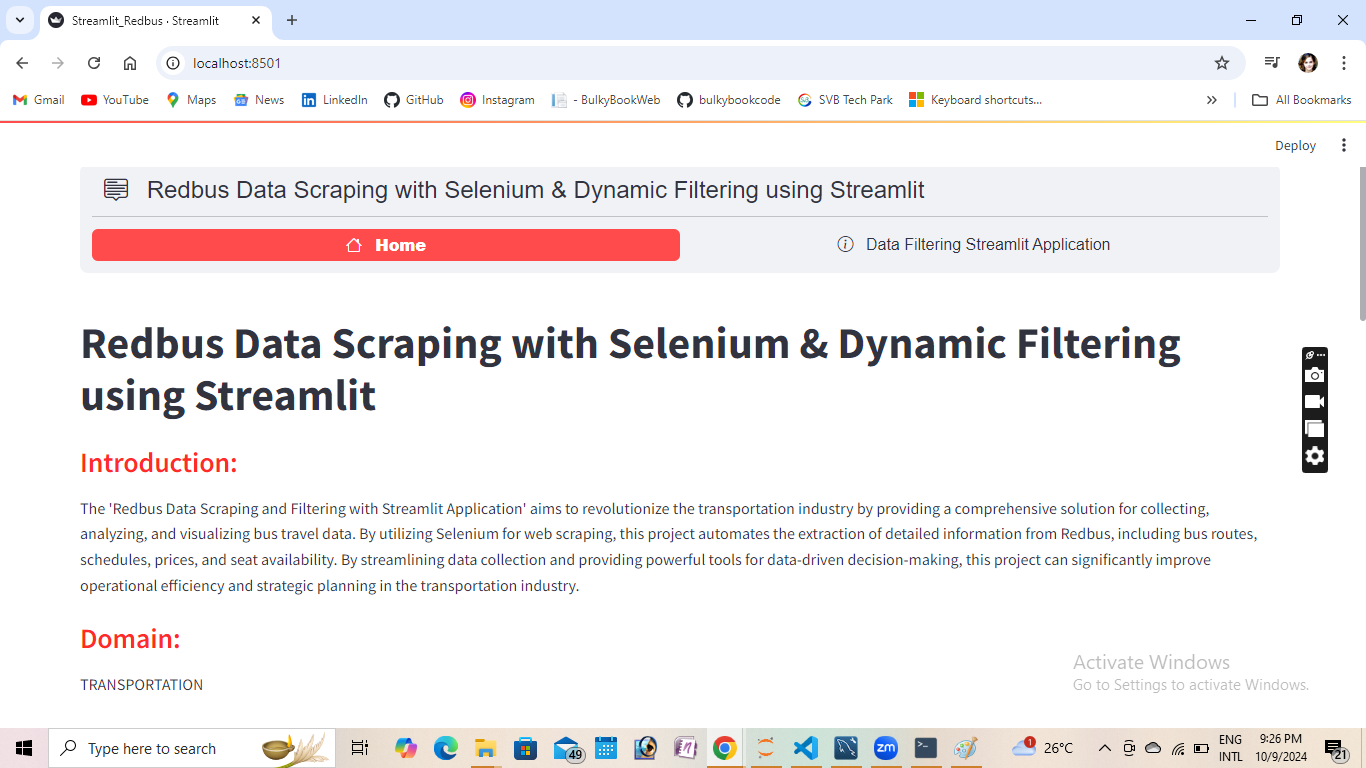 Streamlit_Redbus · Streamlit
localhost:8501
Gmail YouTube Maps News LinkedIn GitHub Instagram - BulkyBookWeb bulkybookcode SVB Tech Park Keyboard shortcuts... All Bookmarks
Deploy
Redbus Data Scraping with Selenium & Dynamic Filtering using Streamlit
Home Data Filtering Streamlit Application
Redbus Data Scraping with Selenium & Dynamic Filtering
using Streamlit
Introduction:
The 'Redbus Data Scraping and Filtering with Streamlit Application' aims to revolutionize the transportation industry by providing a comprehensive solution for collecting,
analyzing, and visualizing bus travel data. By utilizing Selenium for web scraping, this project automates the extraction of detailed information from Redbus, including bus routes,
schedules, prices, and seat availability. By streamlining data collection and providing powerful tools for data-driven decision-making, this project can significantly improve
operational efficiency and strategic planning in the transportation industry.
Domain:
TRANSPORTATION
Activate Windows
Go to Settings to activate Windows.
Type here to search
49
zm
1
26°C
ENG
INTL
9:26 PM
10/9/2024
21